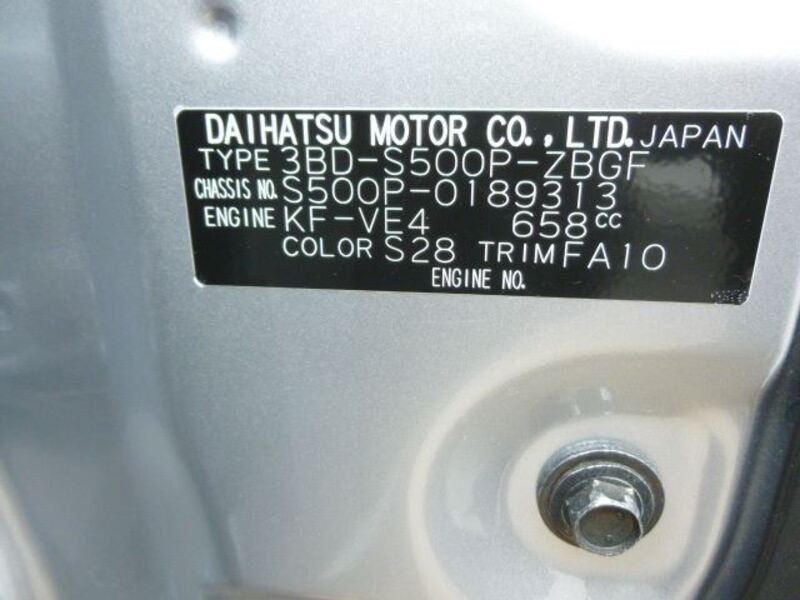 DAIHATSU MOTOR CO., LTD. JAPAN
TYPE 3BD-S500P-ZBGF
CHASSIS NO. S500P-0189313
ENGINE KF-VE4 658cc
COLOR S28 TRIM FA10
ENGINE NO.